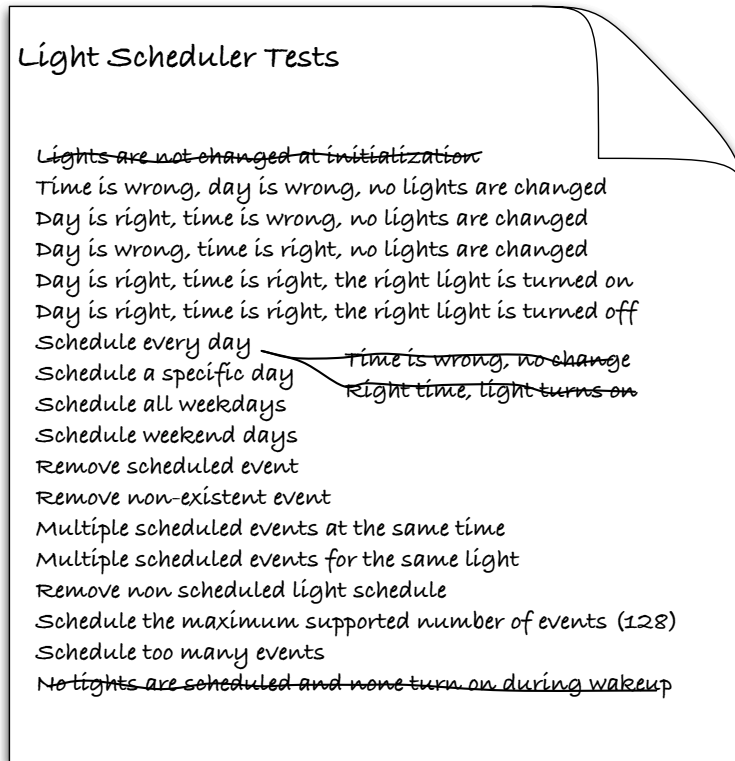 Light Scheduler Tests
Lights are not changed at initialization
Time is wrong, day is wrong, no lights are changed
Day is right, time is wrong, no lights are changed
Day is wrong, time is right, no lights are changed
Day is right, time is right, the right light is turned on
Day is right, time is right, the right light is turned off
Schedule every day
Time is wrong, no change
Right time, light turns on
Schedule a specific day
Schedule all weekdays
Schedule weekend days
Remove scheduled event
Remove non-existent event
Multiple scheduled events at the same time
Multiple scheduled events for the same light
Remove non scheduled light schedule
Schedule the maximum supported number of events (128)
Schedule too many events
No lights are scheduled and none turn on during wakeup